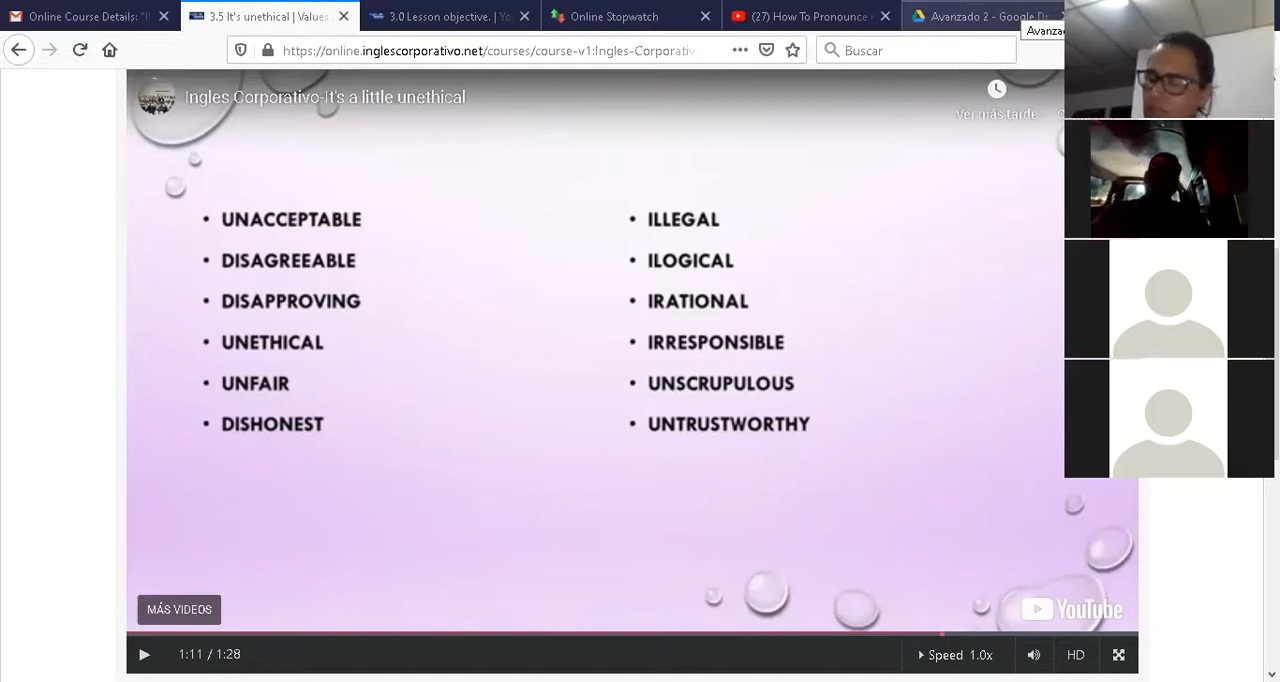 Online Course Details: "I
3.5 It's unethical | Values
3.0 Lesson objective. | Yo
Online Stopwatch
(27) How To Pronounce
Avanzado 2 - Google Dr
https://online.inglescorporativo.net/courses/course-v1:Ingles-Corporativ
Buscar
Ingles Corporativo-It's a little unethical
Ver más tarde
• UNACCEPTABLE
• DISAGREEABLE
• DISAPPROVING
• UNETHICAL
• UNFAIR
• DISHONEST
• ILLEGAL
• ILOGICAL
• IRATIONAL
• IRRESPONSIBLE
• UNSCRUPULOUS
• UNTRUSTWORTHY
MÁS VIDEOS
YouTube
1:11 / 1:28
Speed 1.0x
HD